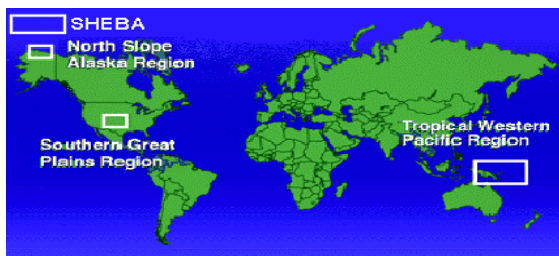 SHEBA
North Slope
Alaska Region
Southern Great
Plains Region
Tropical Western
Pacific Region